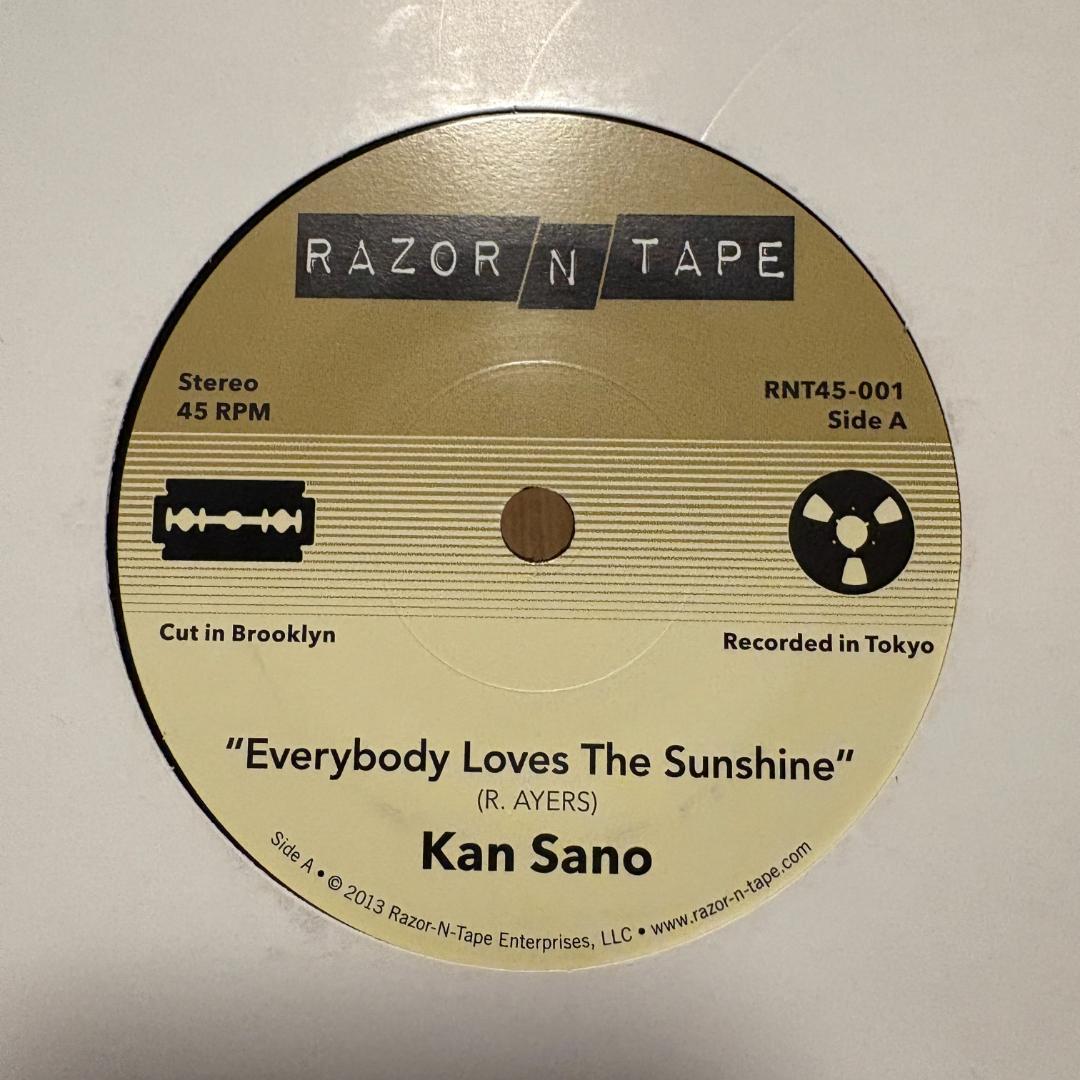 RAZOR N TAPE
Stereo
45 RPM
RNT45-001
Side A
Cut in Brooklyn
Recorded in Tokyo
"Everybody Loves The Sunshine"
(R. AYERS)
Kan Sano
Side A • © 2013 Razor-N-Tape Enterprises, LLC • www.razor-n-tape.com